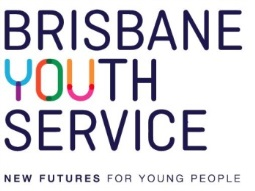 BRISBANE
YOUTH
SERVICE
NEW FUTURES FOR YOUNG PEOPLE